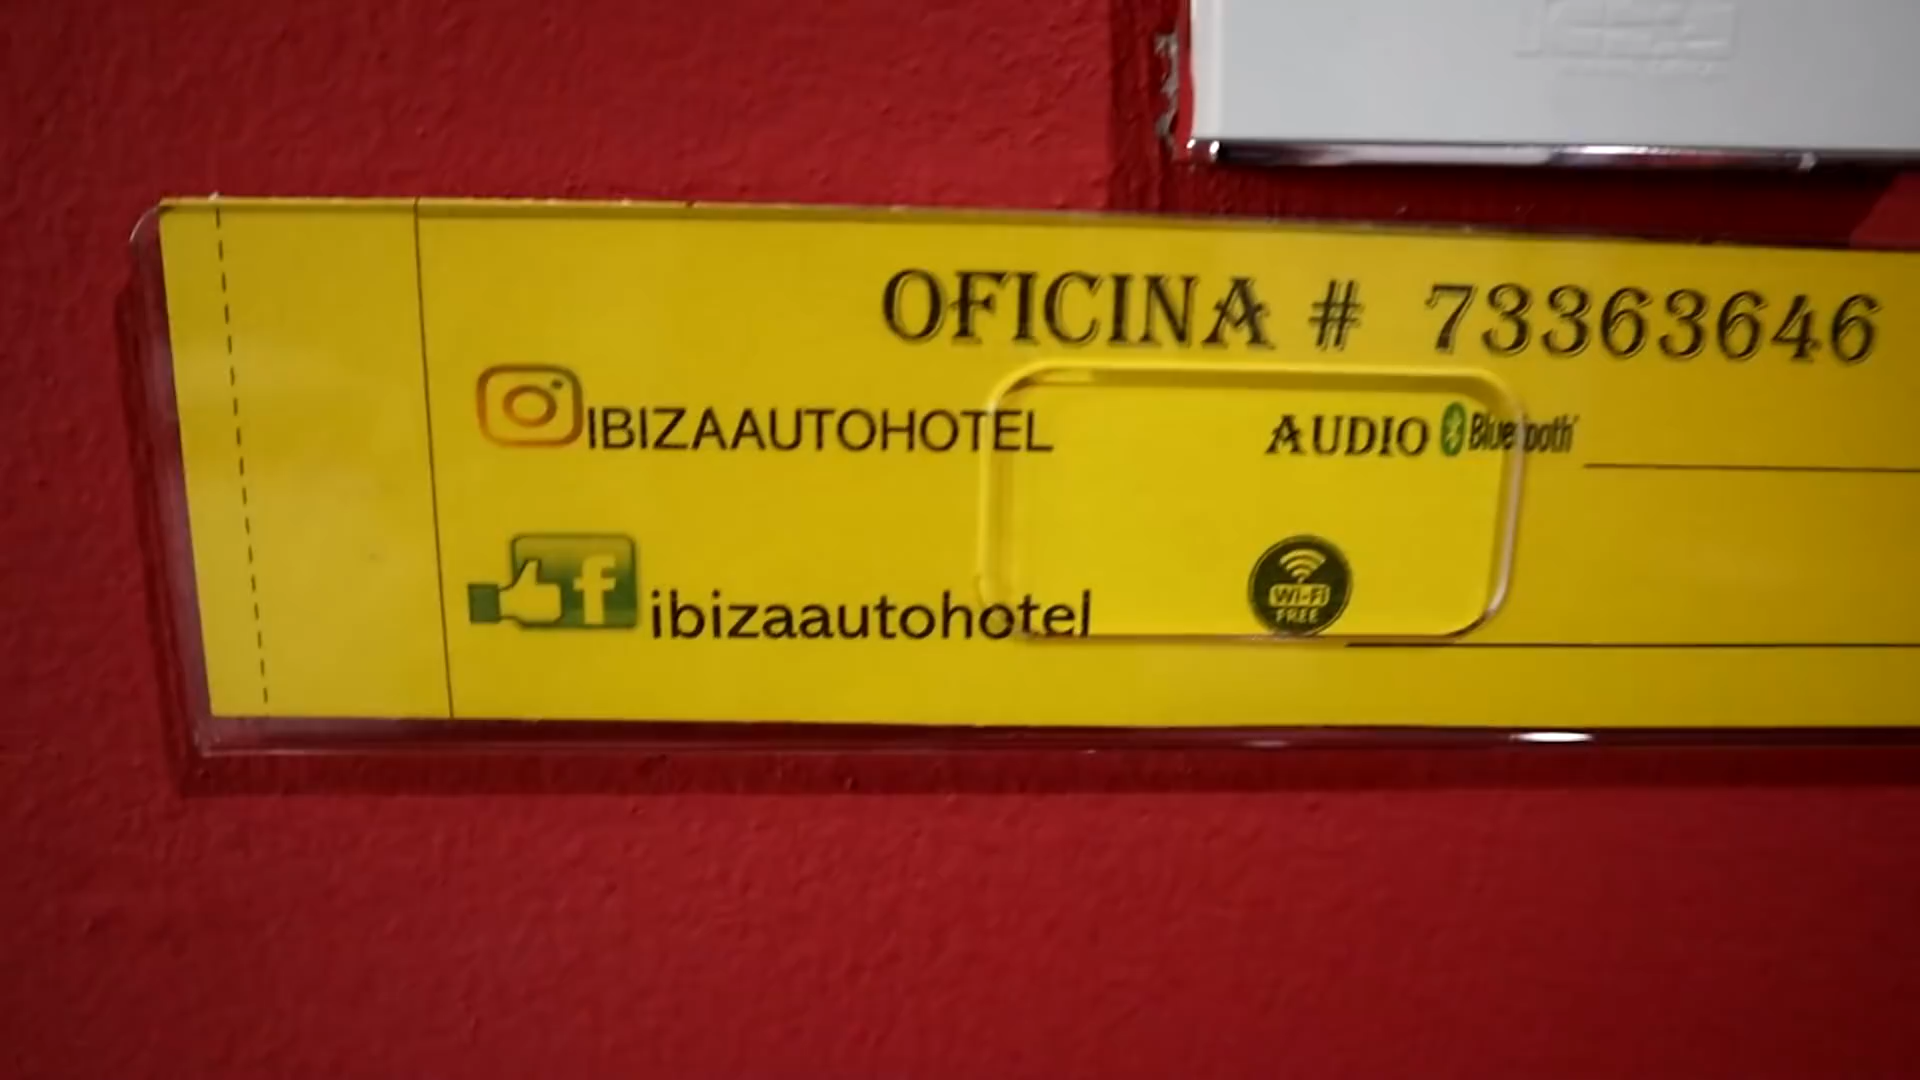 OFICINA # 73363646
IBIZAAUTOHOTEL
AUDIO Bluetooth
f ibizaautohotel
Wi-Fi
FREE